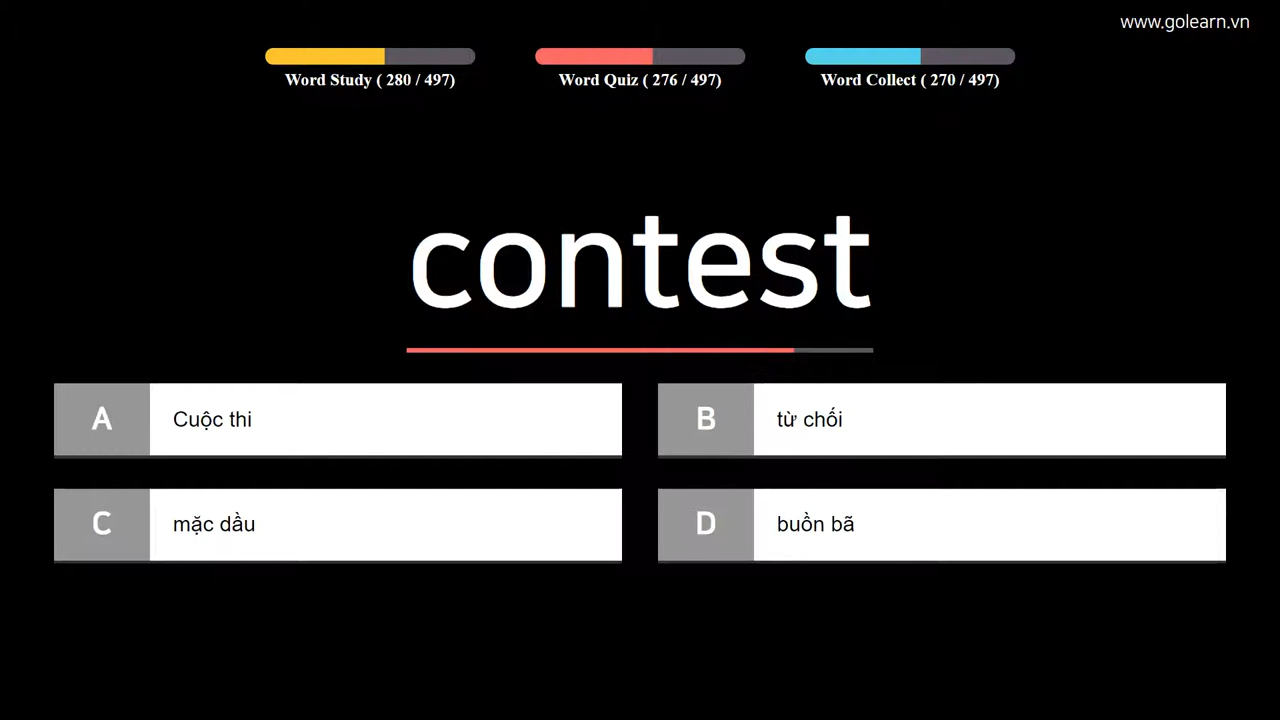 www.golearn.vn
Word Study ( 280 / 497)
Word Quiz ( 276 / 497)
Word Collect ( 270 / 497)
contest
A Cuộc thi
B từ chối
C mặc dầu
D buồn bã